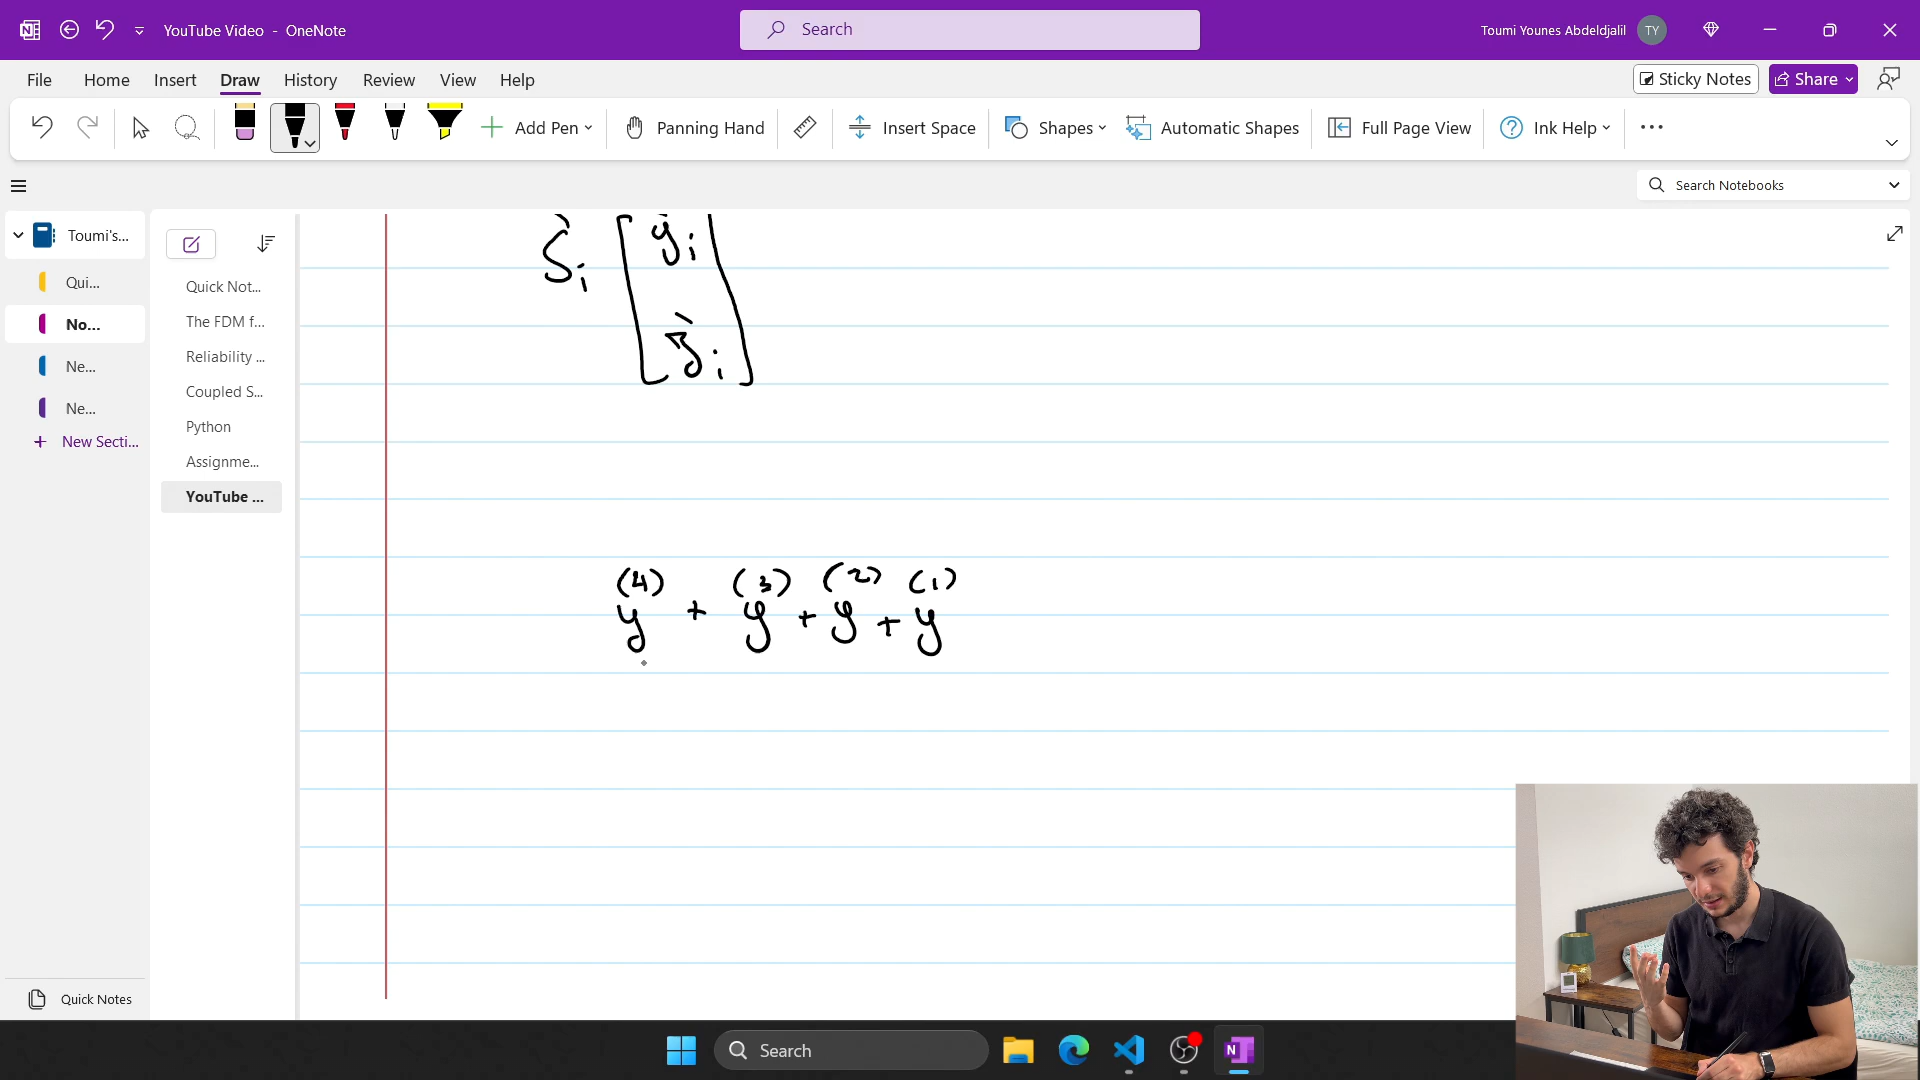 YouTube Video - OneNote
Search
Toumi Younes Abdeldjalil
TY
File Home Insert Draw History Review View Help
Sticky Notes
Share
Add Pen
Panning Hand
Insert Space
Shapes
Automatic Shapes
Full Page View
Ink Help
Search Notebooks
Toumi's...
Qui...
No...
Ne...
Ne...
New Secti...
Quick Not...
The FDM f...
Reliability ...
Coupled S...
Python
Assignme...
YouTube ...
(4) (3) (2) (1)
y + y + y + y
Quick Notes
Search